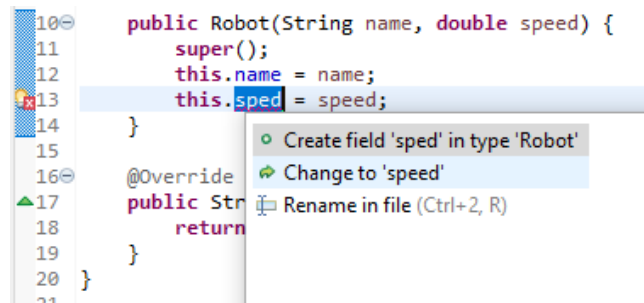 10 public Robot(String name, double speed) {
11 super();
12 this.name = name;
13 this.sped = speed;
14 }
Create field 'sped' in type 'Robot'
Change to 'speed'
Rename in file (Ctrl+2, R)
15
16 @Override
17 public Str
18 return
19 }
20 }